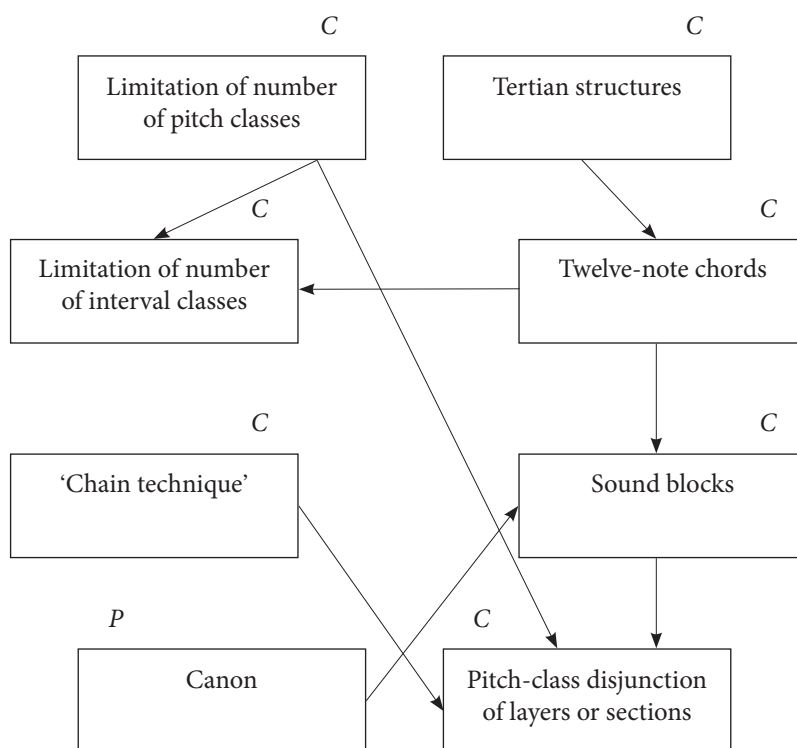 C
C
Limitation of number
of pitch classes
Tertian structures
C
C
Limitation of number
of interval classes
Twelve-note chords
C
C
‘Chain technique’
Sound blocks
P
C
Canon
Pitch-class disjunction
of layers or sections